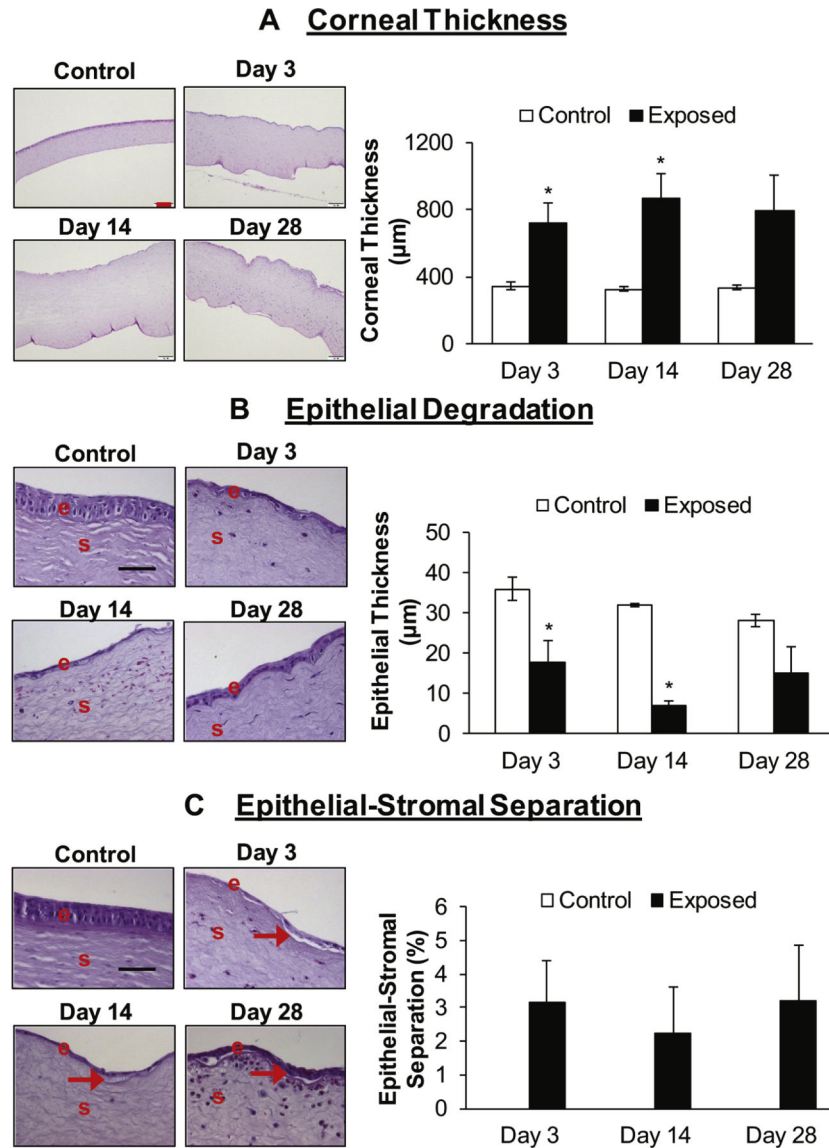 A Corneal Thickness
Control
Day 3
Day 14
Day 28
Control Exposed
Corneal Thickness
(µm)
1200
800
400
0
*
*
Day 3 Day 14 Day 28
B Epithelial Degradation
Control
Day 3
e
s
e
s
Day 14
Day 28
e
s
e
s
Control Exposed
Epithelial Thickness
(µm)
50
40
30
20
10
0
*
*
Day 3 Day 14 Day 28
C Epithelial-Stromal Separation
Control
Day 3
e
s
e
s
Day 14
Day 28
e
s
e
s
Control Exposed
Epithelial-Stromal
Separation (%)
6
5
4
3
2
1
0
Day 3 Day 14 Day 28